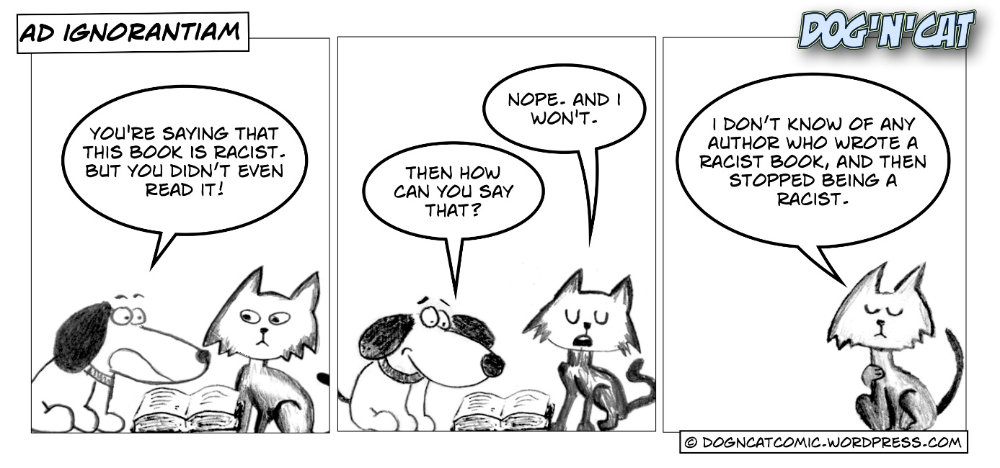 AD IGNORANTIAM
DOG'N'CAT
YOU'RE SAYING THAT
THIS BOOK IS RACIST.
BUT YOU DIDN'T EVEN
READ IT!
THEN HOW
CAN YOU SAY
THAT?
NOPE. AND I
WON'T.
I DON'T KNOW OF ANY
AUTHOR WHO WROTE A
RACIST BOOK, AND THEN
STOPPED BEING A
RACIST.
© DOGNCATCOMIC.WORDPRESS.COM